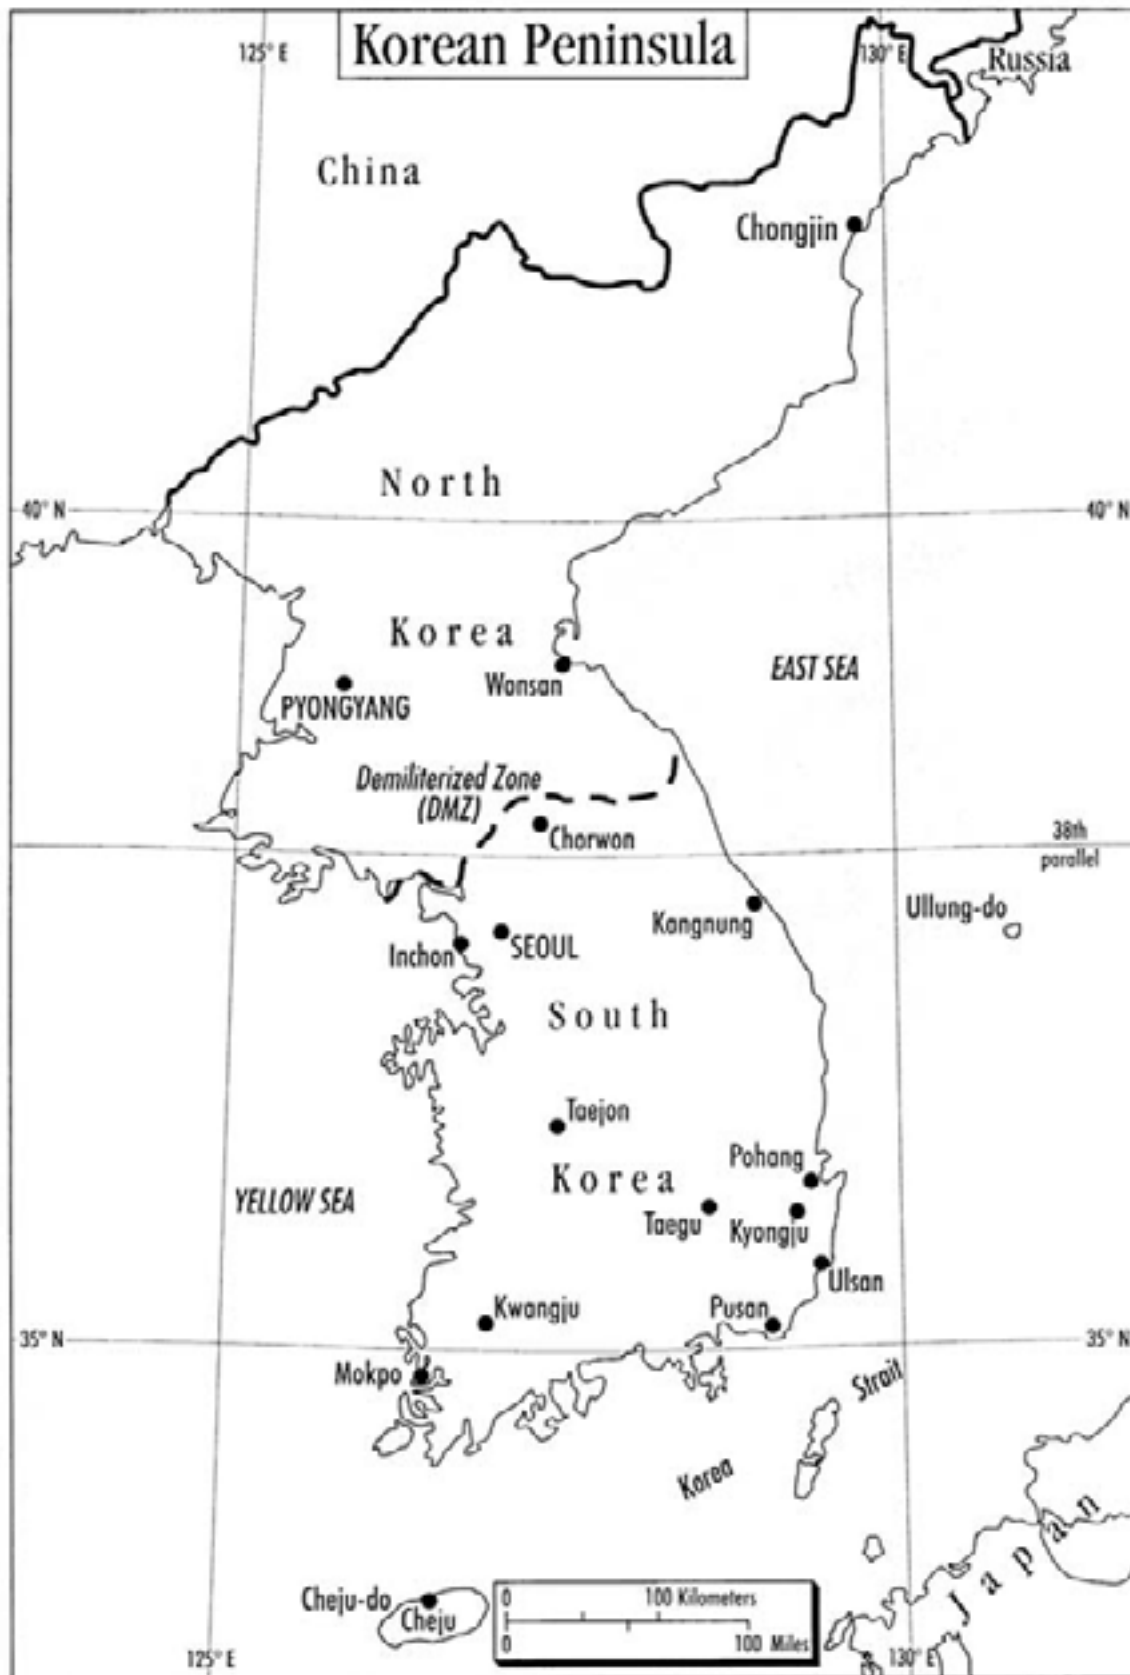 Korean Peninsula
125° E
130° E
Russia
China
Chongjin
North
40° N
40° N
Korea
Wonsan
EAST SEA
PYONGYANG
Demiliterized Zone
(DMZ)
Chorwon
38th
parallel
Kangnung
Ullung-do
Inchon
SEOUL
South
Taejon
Pohang
Korea
YELLOW SEA
Taegu
Kyongju
Ulsan
Kwangju
Pusan
35° N
35° N
Mokpo
Korea Strait
Japan
Cheju-do
Cheju
0 100 Kilometers
0 100 Miles
125° E
130° E